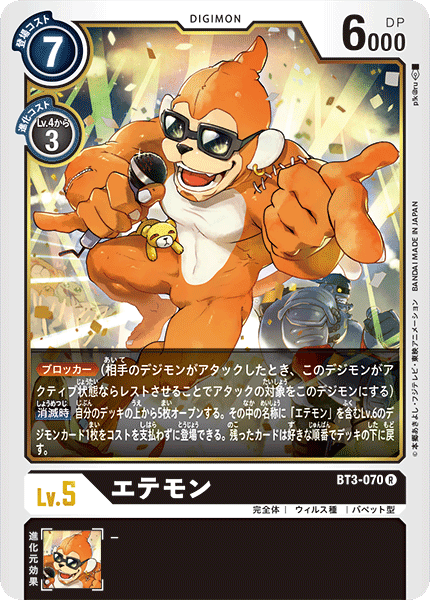 登場コスト
7
DIGIMON
6000
DP
進化コスト
Lv.4から
3
ブロッカー (相手のデジモンがアタックしたとき、このデジモンがア
クティブ状態ならレストさせることでアタックの対象をこのデジモンにする)
消滅時 自分のデッキの上から5枚オープンする。その中の名称に「エテモン」を含むLv.6のデ
ジモンカード1枚をコストを支払わずに登場できる。残ったカードは好きな順番でデッキの下に戻
す。
BT3-070 R
Lv.5
エテモン
完全体 | ウィルス種 | パペット型
進化元効果
-
BANDAI MADE IN JAPAN
©本郷あきよし・フジテレビ・東映アニメーション